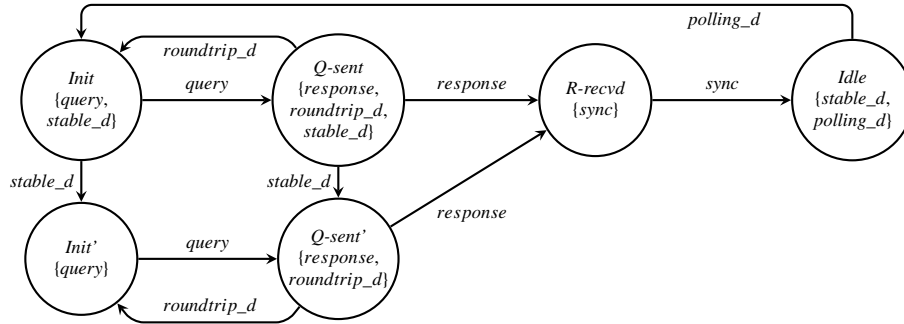 polling_d
roundtrip_d
Init
{query,
stable_d}
query
Q-sent
{response,
roundtrip_d,
stable_d}
response
R-recvd
{sync}
sync
Idle
{stable_d,
polling_d}
stable_d
stable_d
Init'
{query}
query
Q-sent'
{response,
roundtrip_d}
response
roundtrip_d